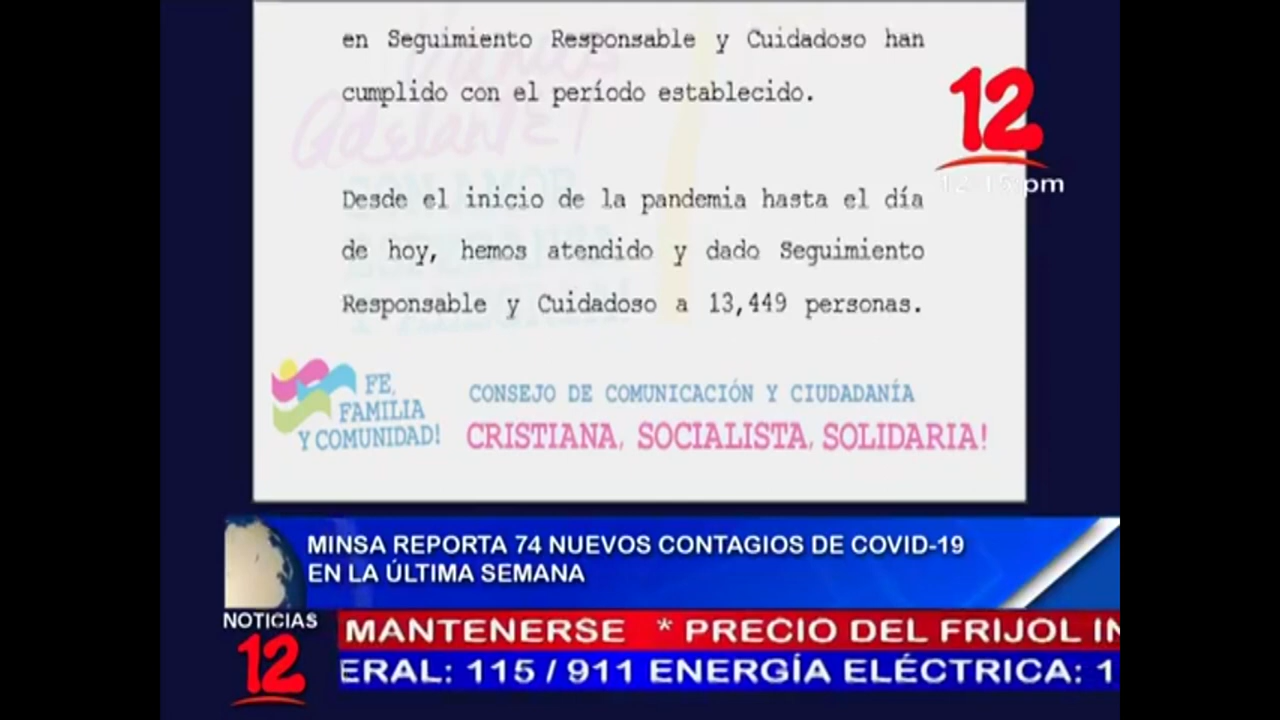 en Seguimiento Responsable y Cuidadoso han
cumplido con el período establecido.
12
12:15 pm
Desde el inicio de la pandemia hasta el día
de hoy, hemos atendido y dado Seguimiento
Responsable y Cuidadoso a 13,449 personas.
FE,
FAMILIA
Y COMUNIDAD!
CONSEJO DE COMUNICACIÓN Y CIUDADANÍA
CRISTIANA, SOCIALISTA, SOLIDARIA!
MINSA REPORTA 74 NUEVOS CONTAGIOS DE COVID-19
EN LA ÚLTIMA SEMANA
NOTICIAS
12
MANTENERSE * PRECIO DEL FRIJOL IN
ERAL: 115 / 911 ENERGÍA ELÉCTRICA: 1